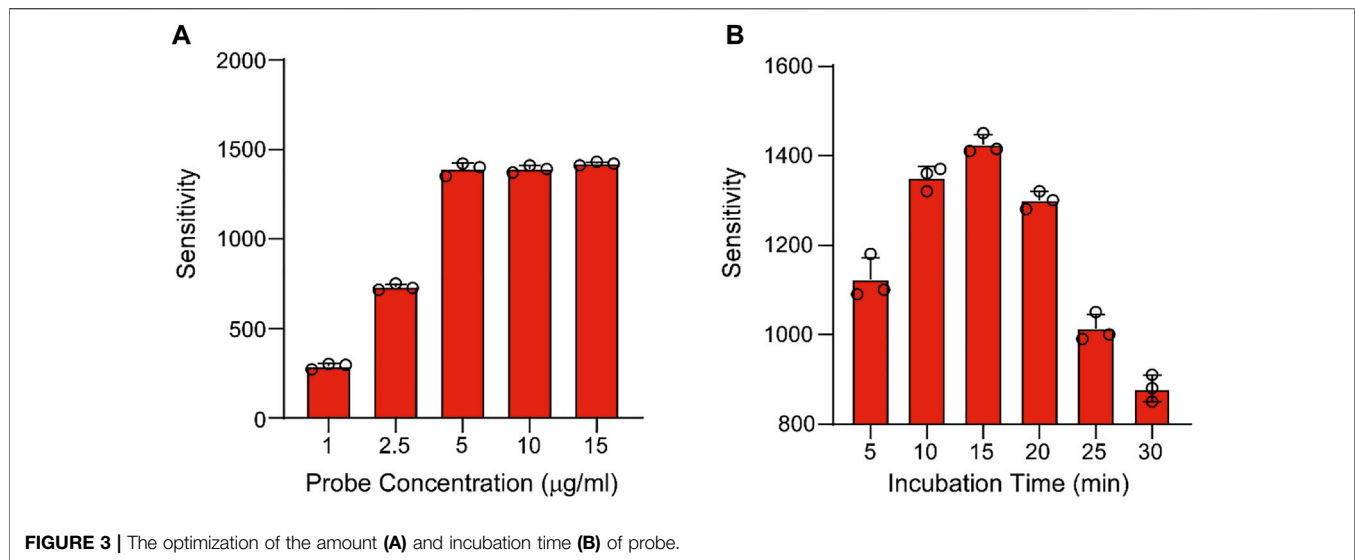 A
2000
1500
1000
500
0
Sensitivity
1 2.5 5 10 15
Probe Concentration (μg/ml)
B
1600
1400
1200
1000
800
Sensitivity
5 10 15 20 25 30
Incubation Time (min)
FIGURE 3 | The optimization of the amount (A) and incubation time (B) of probe.